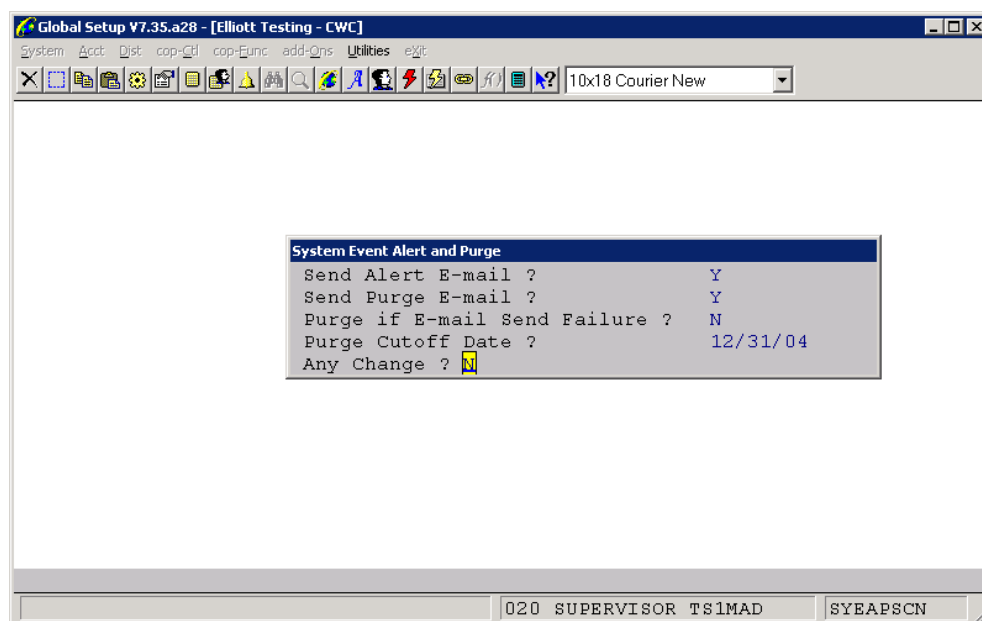 Global Setup V7.35.a28 - [Elliott Testing - CWC]
System Acct Dist cop-Ctl cop-Func add-Ons Utilities eXit
10x18 Courier New
System Event Alert and Purge
Send Alert E-mail ? Y
Send Purge E-mail ? Y
Purge if E-mail Send Failure ? N
Purge Cutoff Date ? 12/31/04
Any Change ? N
020 SUPERVISOR TS1MAD SYEAPSCN